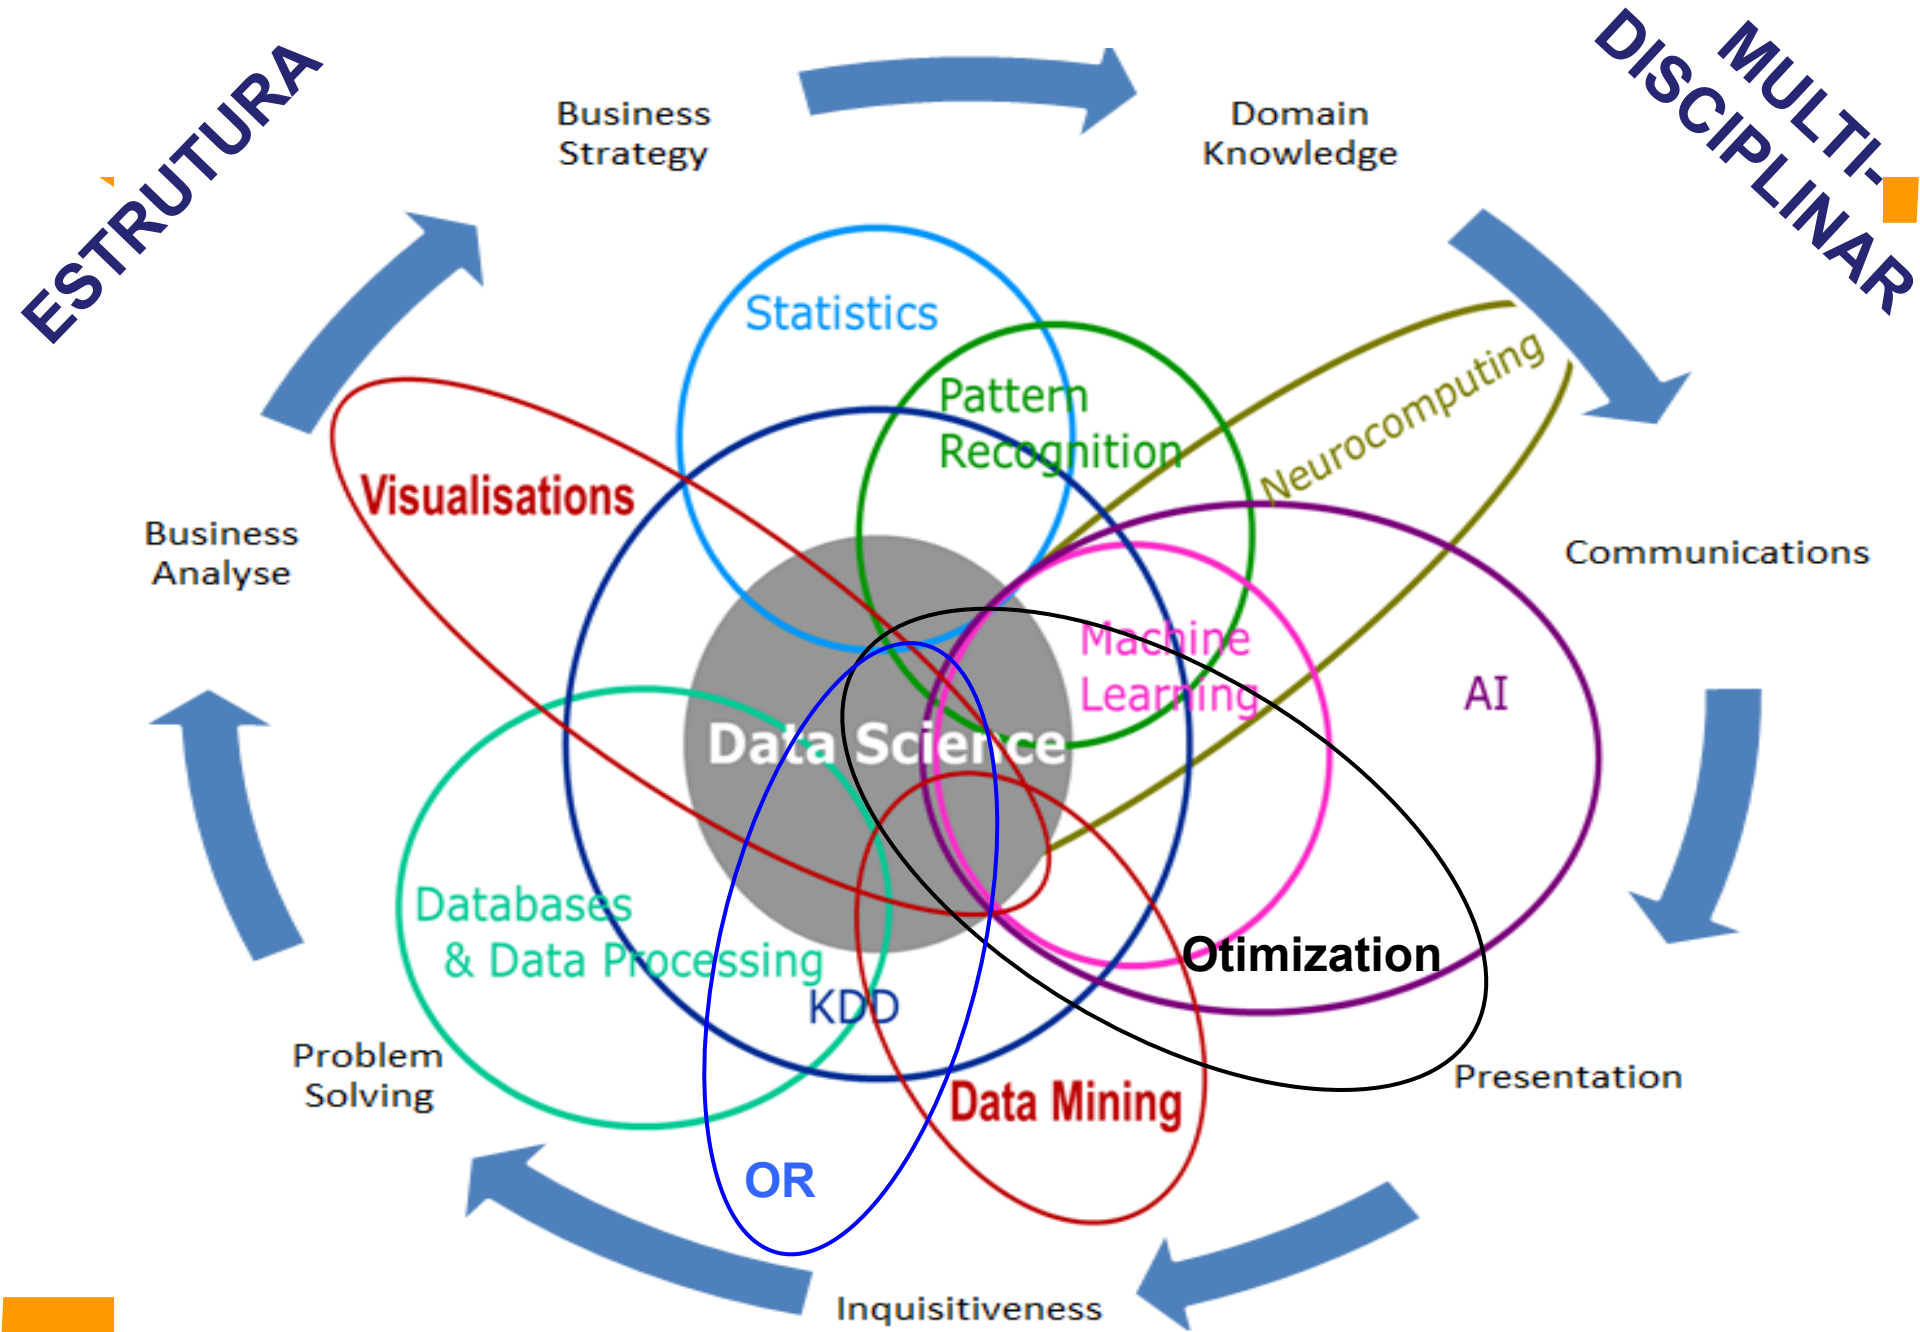 ESTRUTURA
MULTI-
DISCIPLINAR
Business
Strategy
Domain
Knowledge
Statistics
Pattern
Recognition
Neurocomputing
Visualisations
Business
Analyse
Communications
Machine
Learning
AI
Data Science
Databases
& Data Processing
KDD
Otimization
Problem
Solving
Data Mining
Presentation
OR
Inquisitiveness